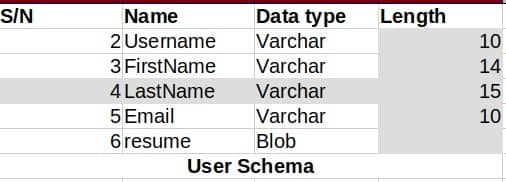 S/N Name Data type Length
2 Username Varchar 10
3 FirstName Varchar 14
4 LastName Varchar 15
5 Email Varchar 10
6 resume Blob
User Schema